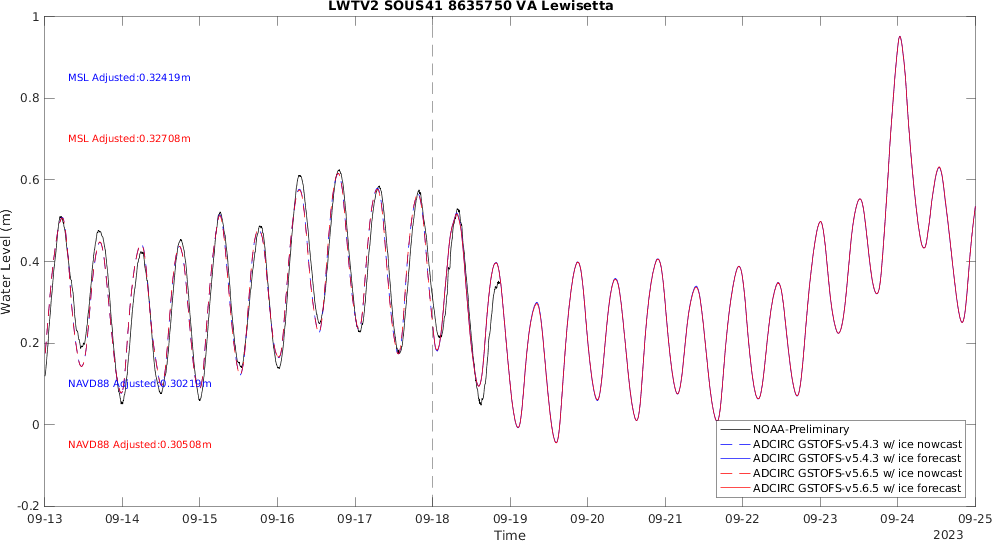 LWTV2 SOUS41 8635750 VA Lewisetta
1
0.8
0.6
0.4
0.2
0
-0.2
Water Level (m)
MSL Adjusted:0.32419m
MSL Adjusted:0.32708m
NAVD88 Adjusted:0.30219m
NAVD88 Adjusted:0.30508m
NOAA-Preliminary
ADCIRC GSTOFS-v5.4.3 w/ ice nowcast
ADCIRC GSTOFS-v5.4.3 w/ ice forecast
ADCIRC GSTOFS-v5.6.5 w/ ice nowcast
ADCIRC GSTOFS-v5.6.5 w/ ice forecast
09-13 09-14 09-15 09-16 09-17 09-18 09-19 09-20 09-21 09-22 09-23 09-24 09-25
Time
2023